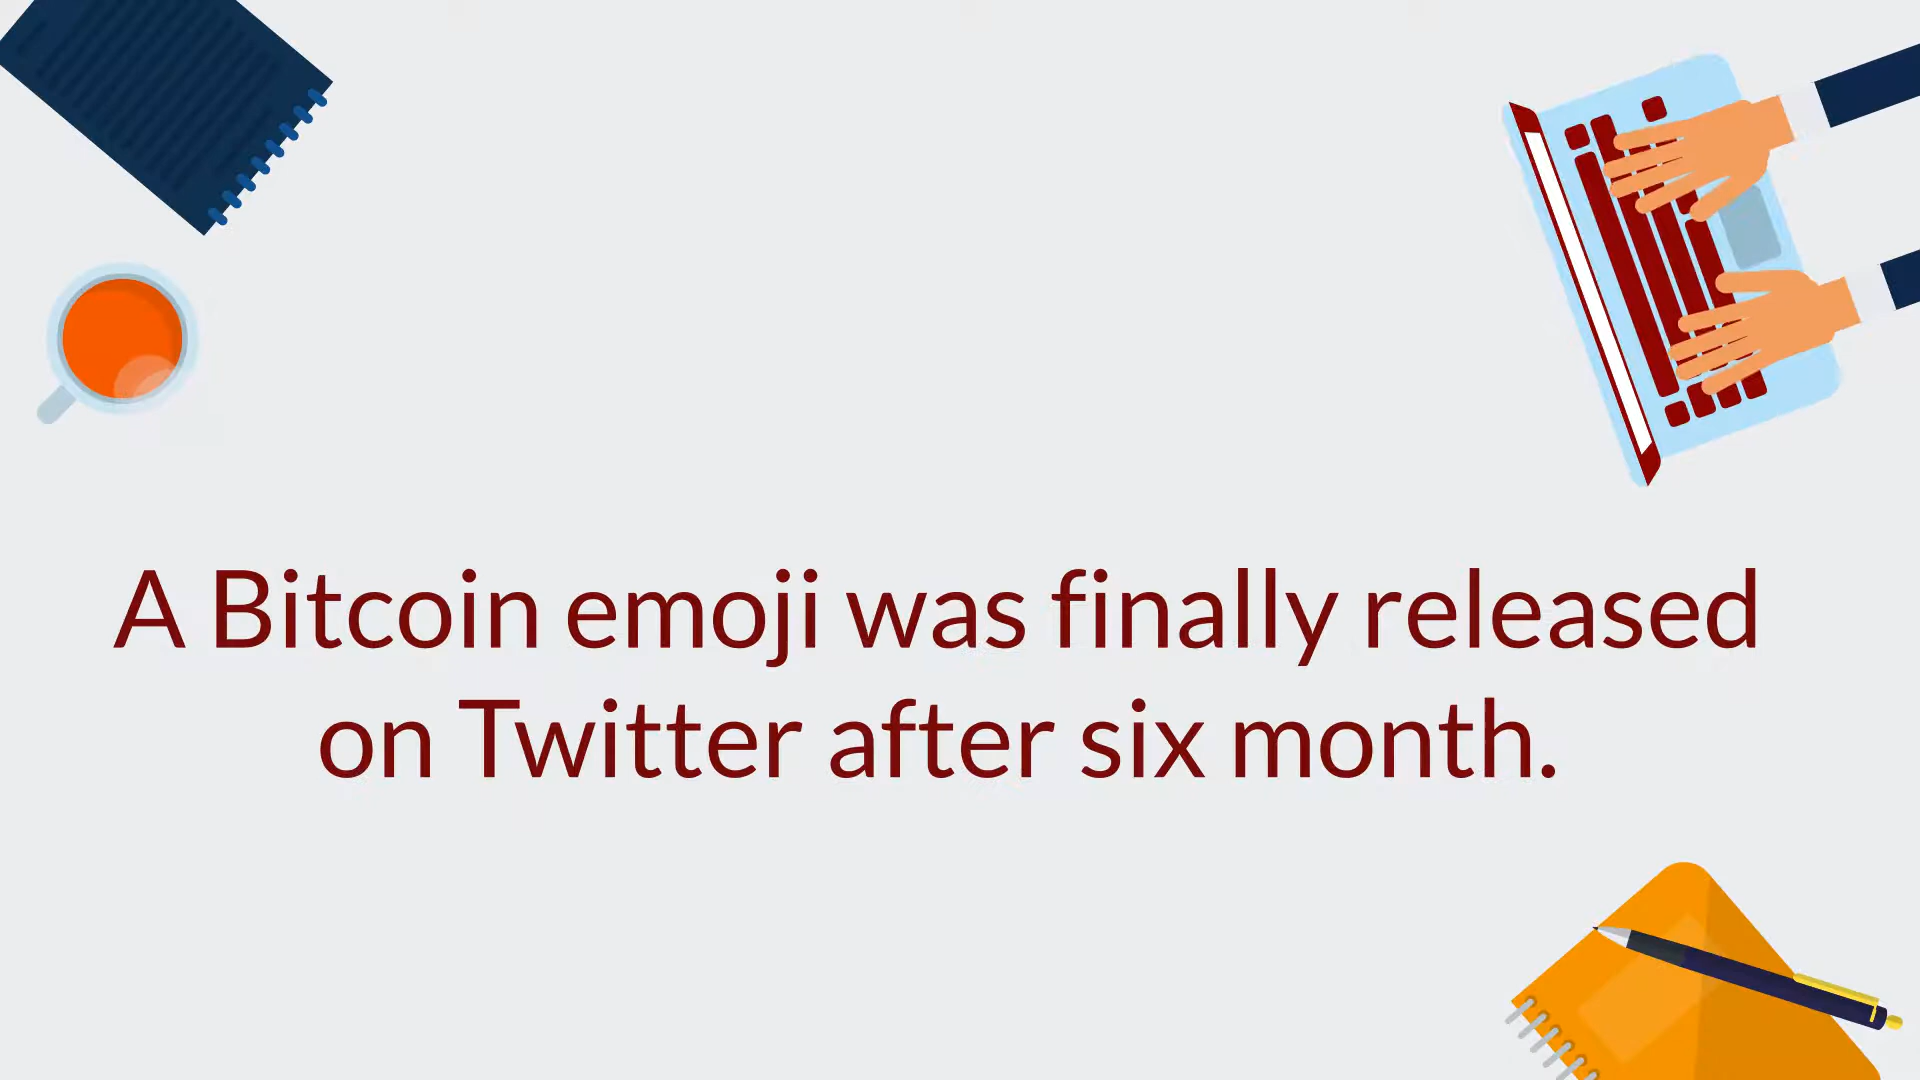 A Bitcoin emoji was finally released
on Twitter after six month.